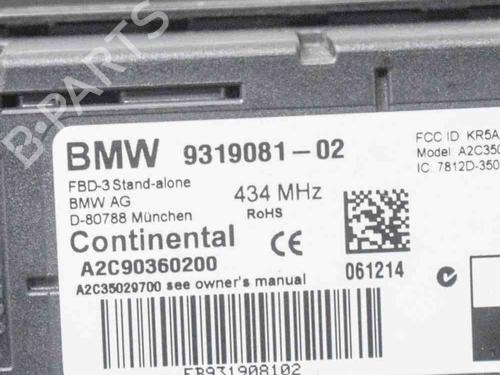 B-PARTS
BMW 9319081-02
FBD-3 Stand-alone
BMW AG
D-80788 München
434 MHz
RoHS
FCC ID KR5A
Model: A2C350
IC: 7812D-350
Continental
CE
A2C90360200
061214
A2C35029700 see owner's manual
EB931908102